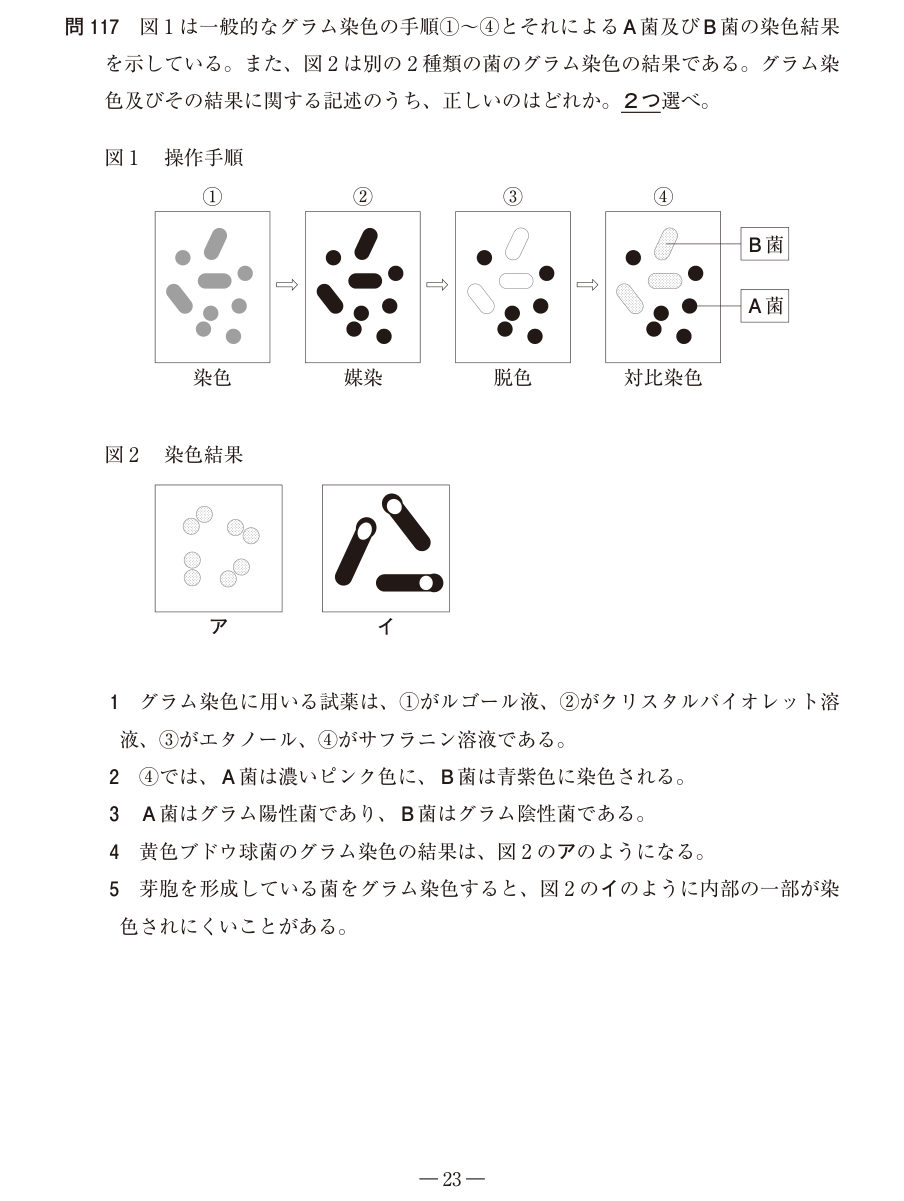 問 117　図１は一般的なグラム染色の手順①～④とそれによるＡ菌及びＢ菌の染色結果
を示している。また、図２は別の２種類の菌のグラム染色の結果である。グラム染
色及びその結果に関する記述のうち、正しいのはどれか。２つ選べ。
図１　操作手順
①　②　③　④
Ｂ菌
Ａ菌
染色　媒染　脱色　対比染色
図２　染色結果
ア　イ
１　グラム染色に用いる試薬は、①がルゴール液、②がクリスタルバイオレット溶
液、③がエタノール、④がサフラニン溶液である。
２　④では、Ａ菌は濃いピンク色に、Ｂ菌は青紫色に染色される。
３　Ａ菌はグラム陽性菌であり、Ｂ菌はグラム陰性菌である。
４　黄色ブドウ球菌のグラム染色の結果は、図２のアのようになる。
５　芽胞を形成している菌をグラム染色すると、図２のイのように内部の一部が染
色されにくいことがある。
— 23 —